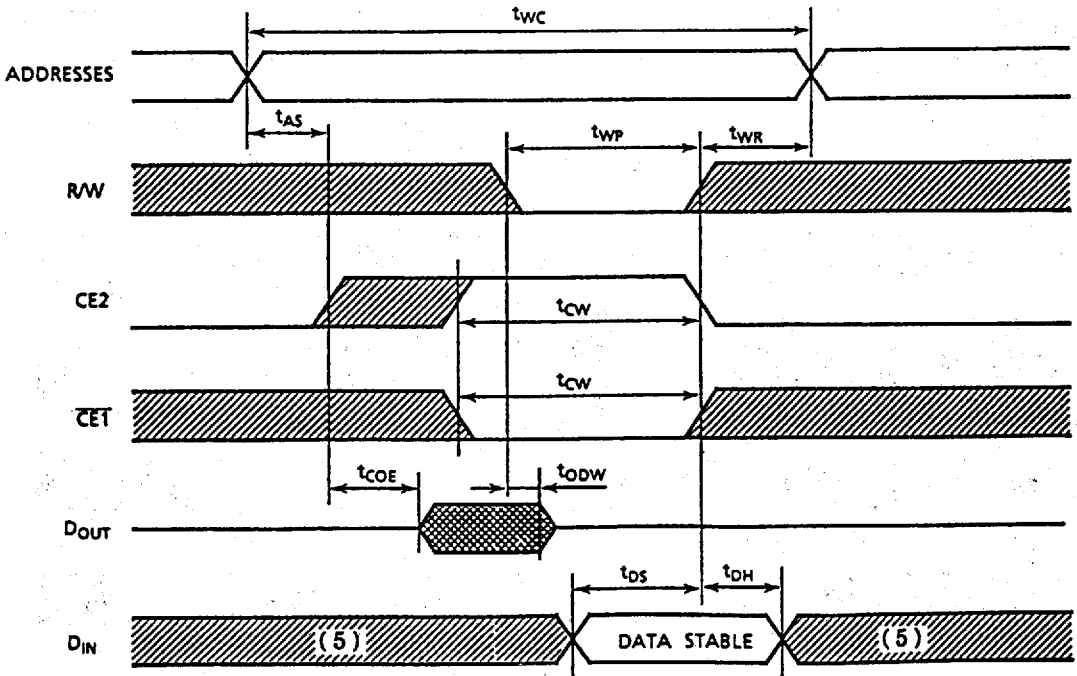 tWC
ADDRESSES
tAS
tWP
tWR
R/W
CE2
tCW
tCW
CE1
tCOE
tODW
DOUT
tDS
tDH
DIN
(5)
DATA STABLE
(5)